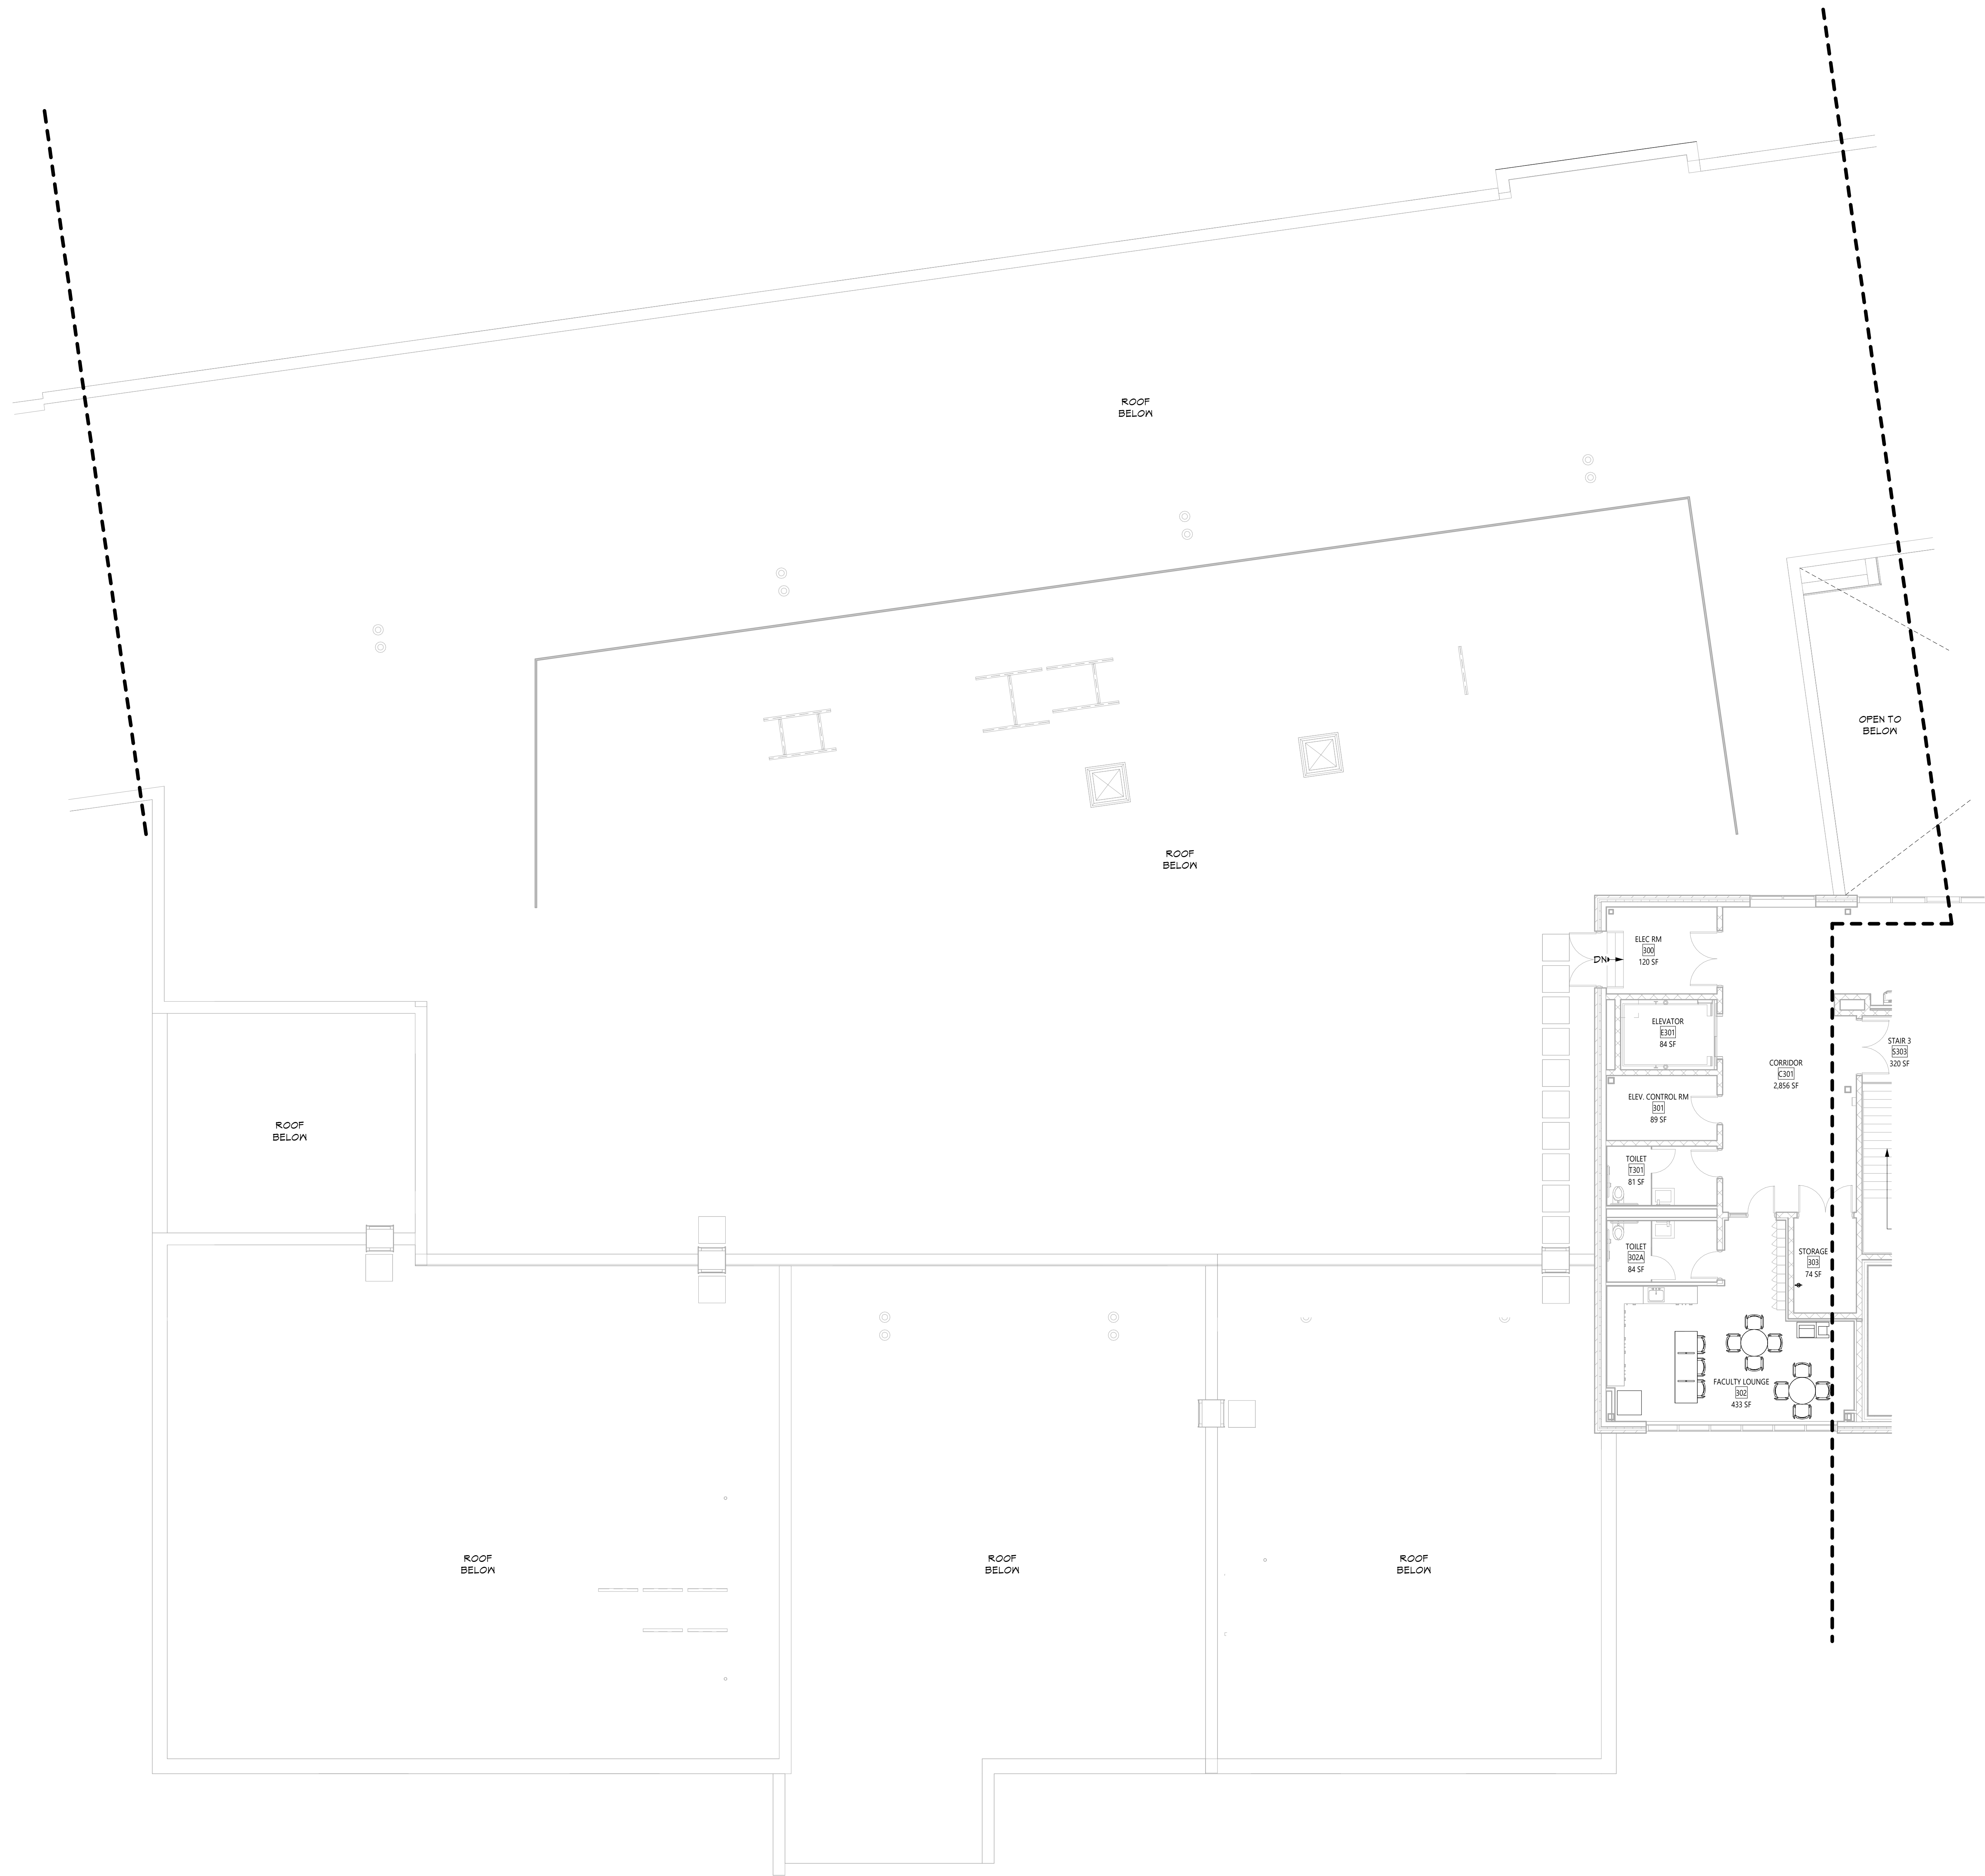 ROOF
BELOW
OPEN TO
BELOW
ROOF
BELOW
ELEC RM
300
120 SF
DN
ELEVATOR
E301
84 SF
STAIR 3
S303
320 SF
CORRIDOR
C301
2,856 SF
ELEV. CONTROL RM
301
89 SF
ROOF
BELOW
TOILET
T301
81 SF
TOILET
302A
84 SF
STORAGE
303
74 SF
FACULTY LOUNGE
302
433 SF
ROOF
BELOW
ROOF
BELOW
ROOF
BELOW